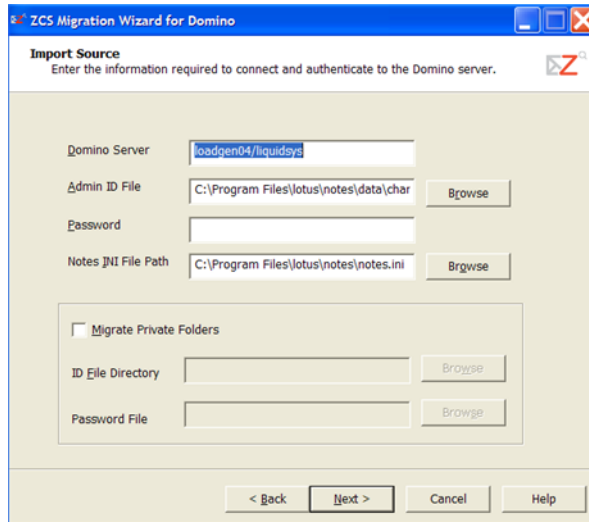 ZCS Migration Wizard for Domino
Import Source
Enter the information required to connect and authenticate to the Domino server.
Domino Server loadgen04/liquidsys
Admin ID File C:\Program Files\lotus\notes\data\char Browse
Password
Notes INI File Path C:\Program Files\lotus\notes\notes.ini Browse
Migrate Private Folders
ID File Directory Browse
Password File Browse
< Back Next > Cancel Help